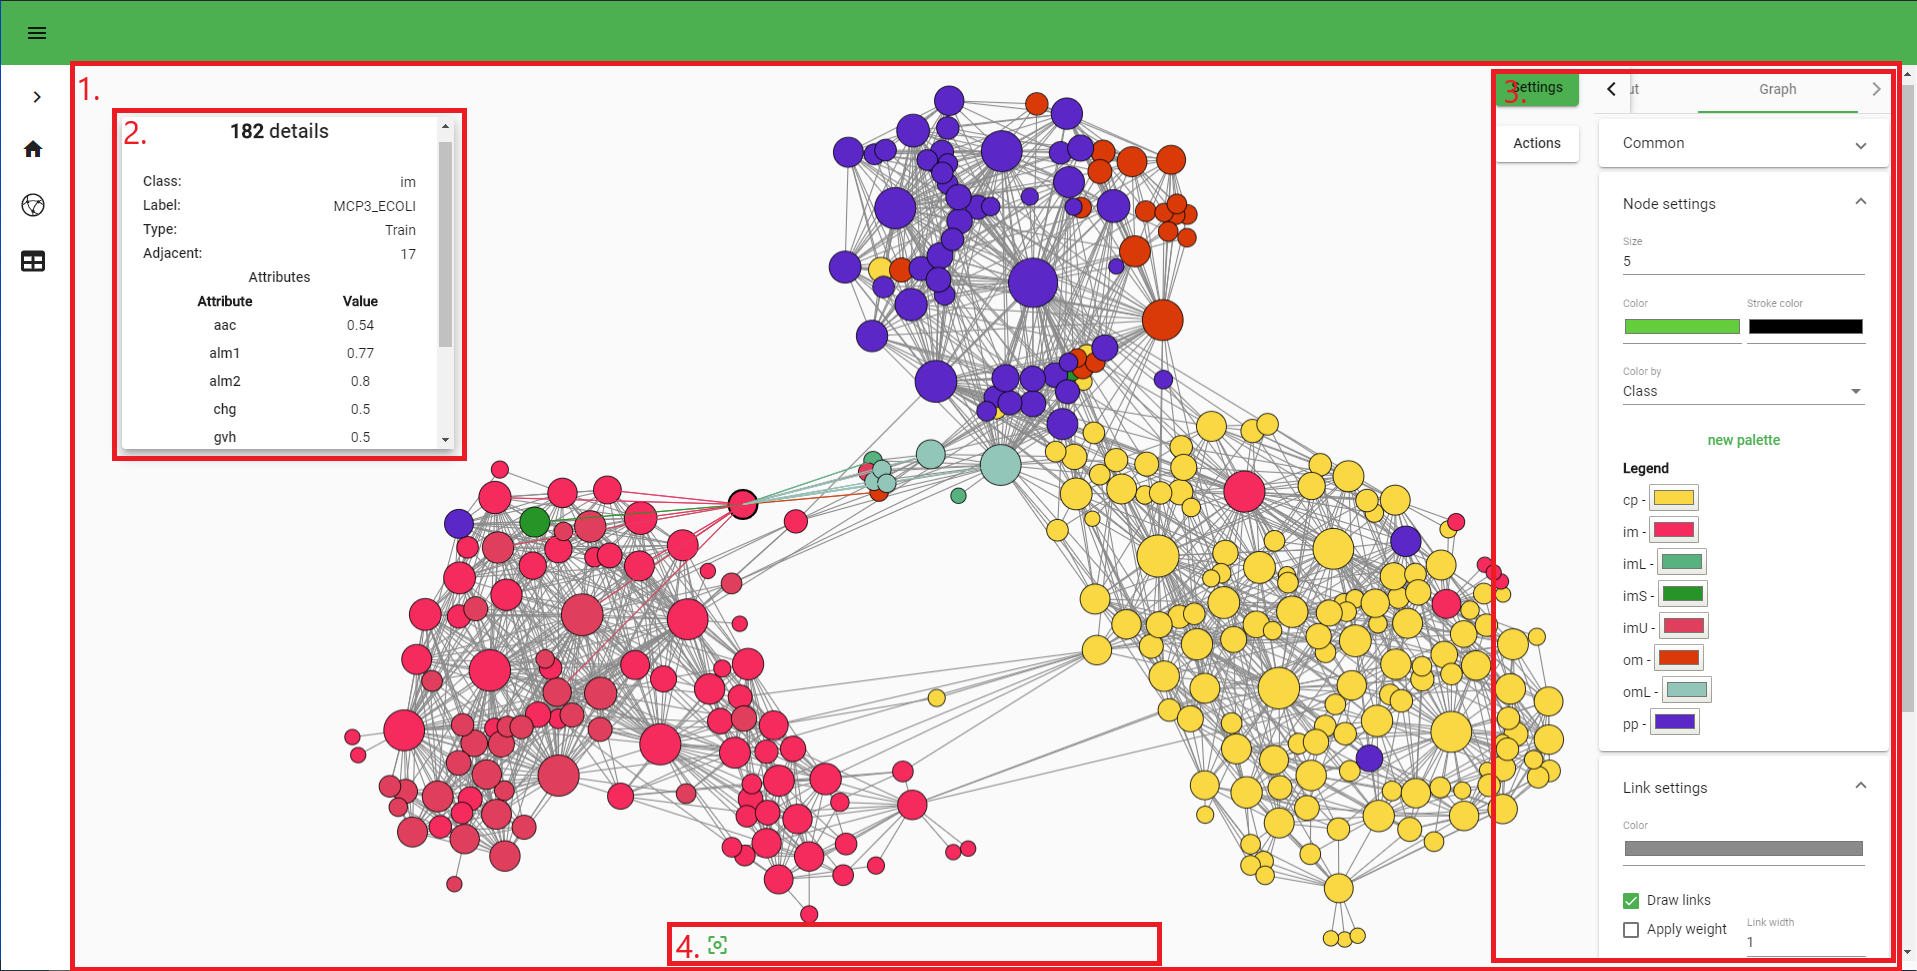 1.
2.
182 details
Class: im
Label: MCP3_ECOLI
Type: Train
Adjacent: 17
Attributes
Attribute Value
aac 0.54
alm1 0.77
alm2 0.8
chg 0.5
gvh 0.5
3.
Settings
Actions
ut
Graph
Common
Node settings
Size
5
Color Stroke color
Color by
Class
new palette
Legend
cp -
im -
imL -
imS -
imU -
om -
omL -
pp -
Link settings
Color
Draw links
Apply weight
Link width
1
4.